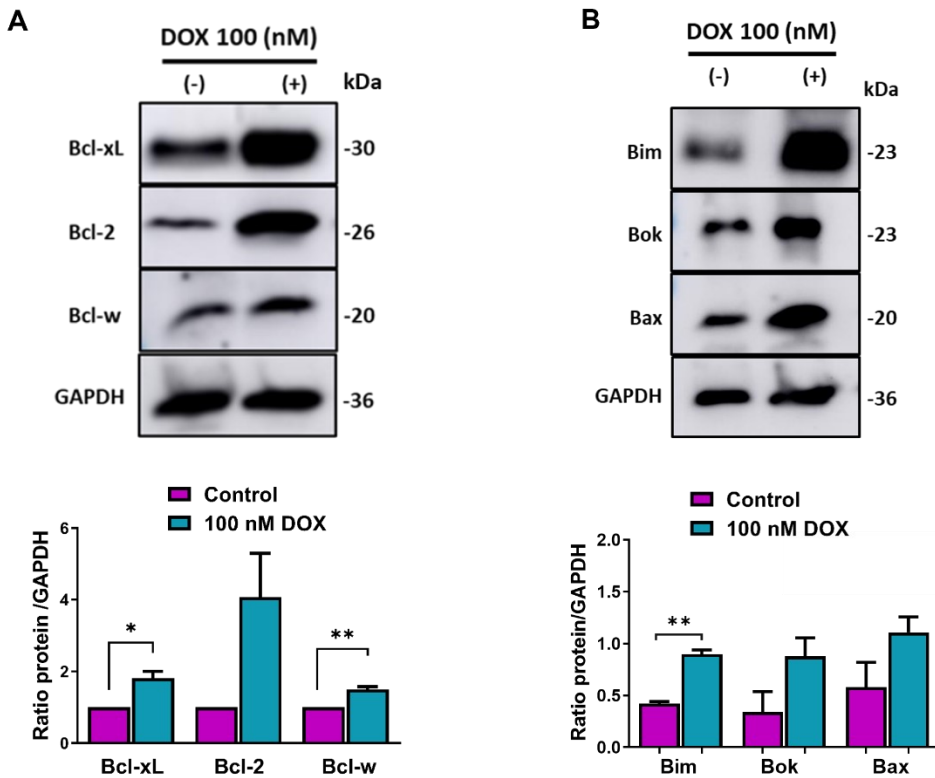 A
DOX 100 (nM)
(-) (+) kDa
Bcl-xL -30
Bcl-2 -26
Bcl-w -20
GAPDH -36
Control
100 nM DOX
Ratio protein /GAPDH
6
4
2
0
* **
Bcl-xL Bcl-2 Bcl-w
B
DOX 100 (nM)
(-) (+)
kDa
Bim -23
Bok -23
Bax -20
GAPDH -36
Control
100 nM DOX
Ratio protein/GAPDH
2.0
1.5
1.0
0.5
0.0
**
Bim Bok Bax